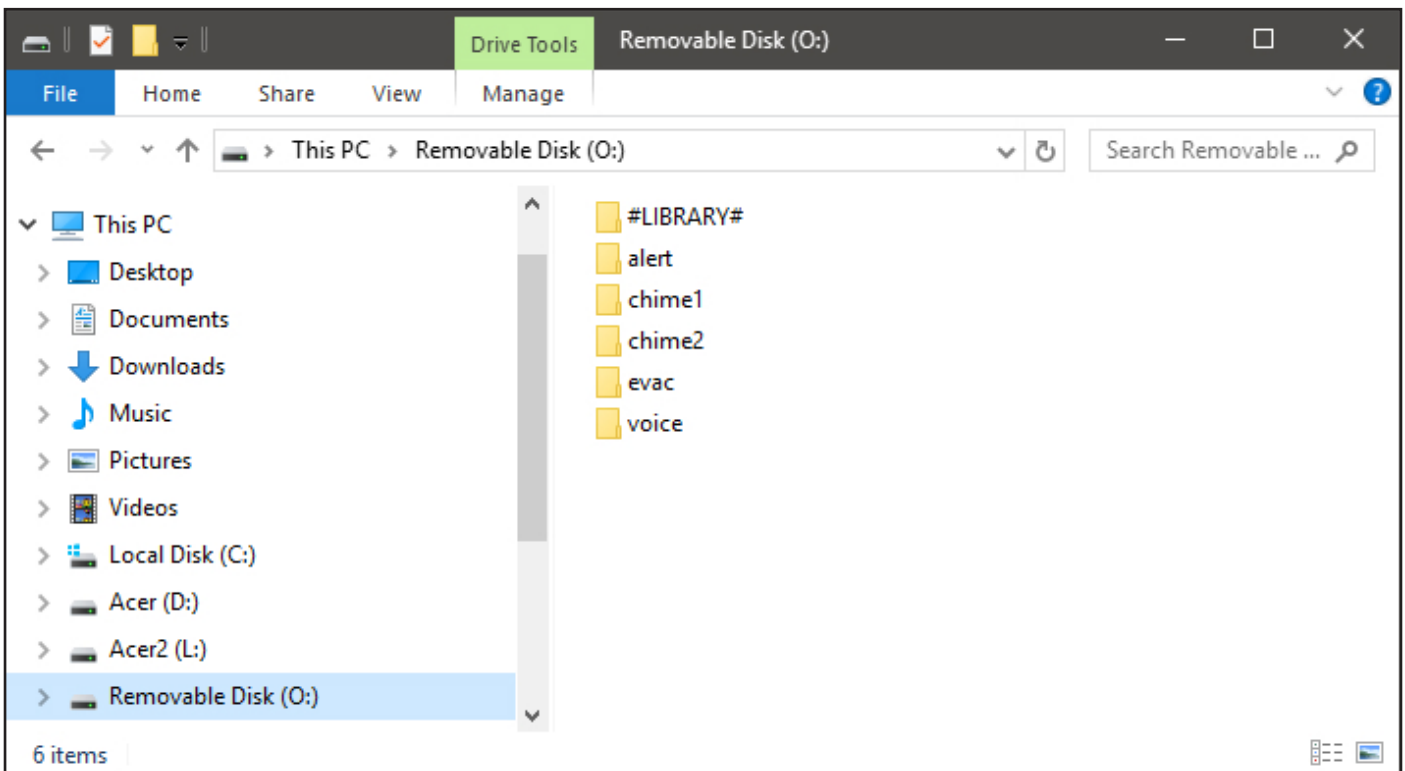 Drive Tools
Removable Disk (O:)
File
Home
Share
View
Manage
?
This PC
Removable Disk (O:)
Search Removable ...
This PC
Desktop
Documents
Downloads
Music
Pictures
Videos
Local Disk (C:)
Acer (D:)
Acer2 (L:)
Removable Disk (O:)
#LIBRARY#
alert
chime1
chime2
evac
voice
6 items